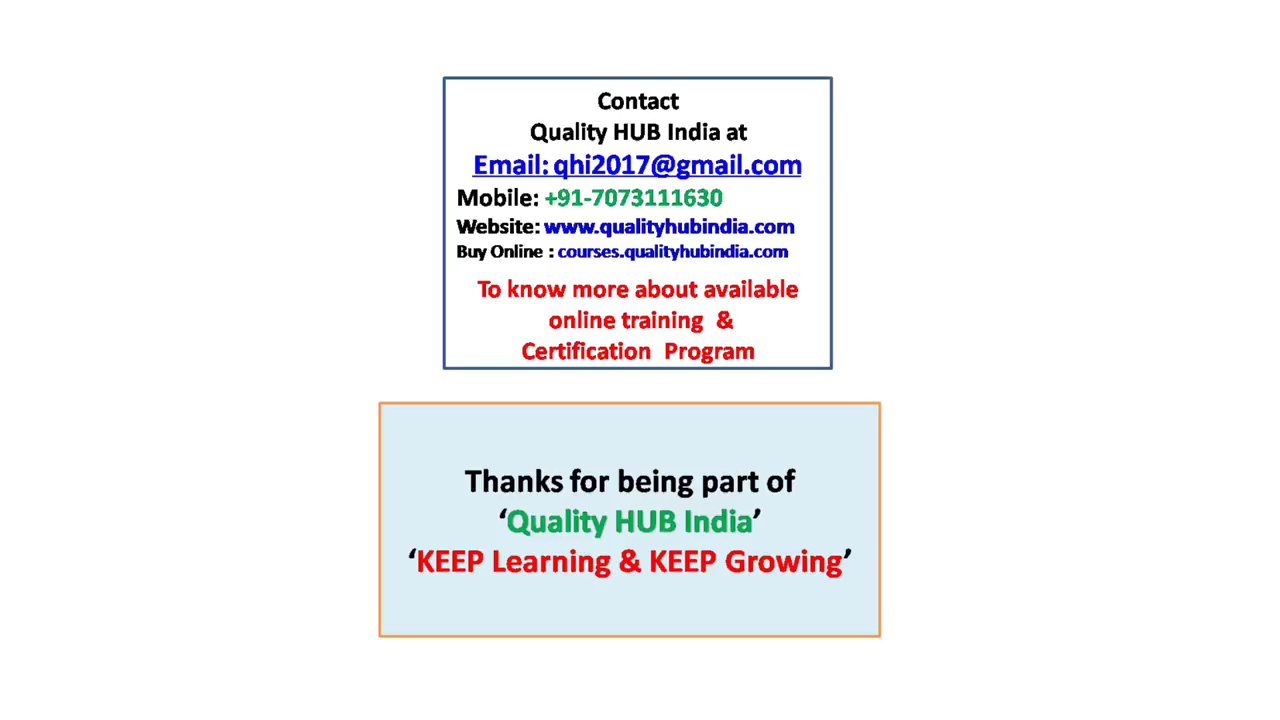 Contact
Quality HUB India at
Email: qhi2017@gmail.com
Mobile: +91-7073111630
Website: www.qualityhubindia.com
Buy Online : courses.qualityhubindia.com
To know more about available
online training &
Certification Program
Thanks for being part of
‘Quality HUB India’
‘KEEP Learning & KEEP Growing’